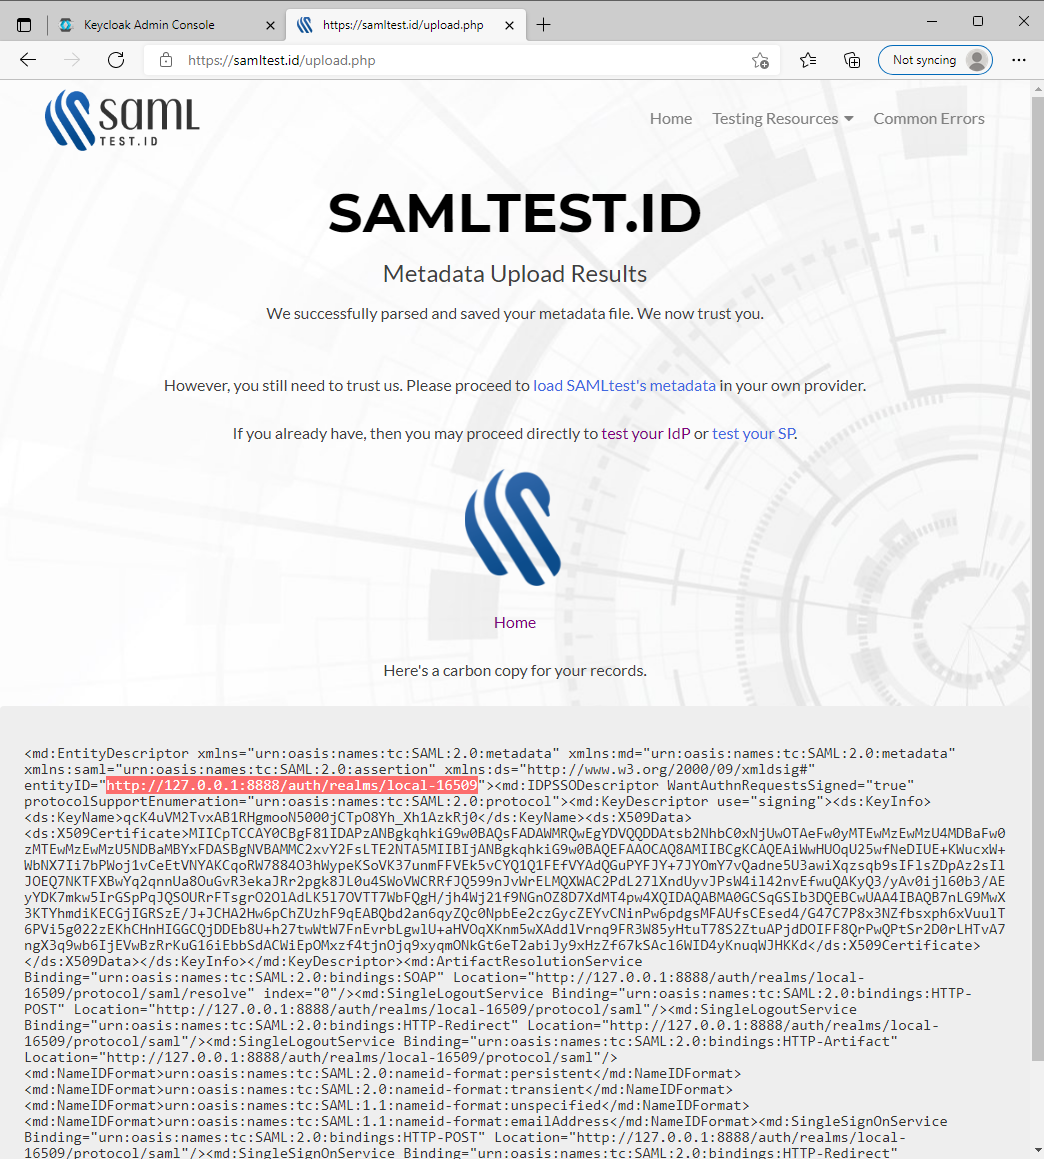 Keycloak Admin Console
https://samltest.id/upload.php
https://samltest.id/upload.php
Not syncing
saml
TEST.ID
Home
Testing Resources
Common Errors
SAMLTEST.ID
Metadata Upload Results
We successfully parsed and saved your metadata file. We now trust you.
However, you still need to trust us. Please proceed to load SAMLtest's metadata in your own provider.
If you already have, then you may proceed directly to test your IdP or test your SP.
Home
Here's a carbon copy for your records.
<md:EntityDescriptor xmlns="urn:oasis:names:tc:SAML:2.0:metadata" xmlns:md="urn:oasis:names:tc:SAML:2.0:metadata"
xmlns:saml="urn:oasis:names:tc:SAML:2.0:assertion" xmlns:ds="http://www.w3.org/2000/09/xmldsig#"
entityID="http://127.0.0.1:8888/auth/realms/local-16509"><md:IDPSSODescriptor WantAuthnRequestsSigned="true"
protocolSupportEnumeration="urn:oasis:names:tc:SAML:2.0:protocol"><md:KeyDescriptor use="signing"><ds:KeyInfo>
<ds:KeyName>qcK4uVM2TvxAB1RHgmooN5000jCTpO8Yh_Xh1AzkRj0</ds:KeyName><ds:X509Data>
</ds:X509Data></ds:KeyInfo></md:KeyDescriptor><md:ArtifactResolutionService
Binding="urn:oasis:names:tc:SAML:2.0:bindings:SOAP" Location="http://127.0.0.1:8888/auth/realms/local-
16509/protocol/saml/resolve" index="0"/><md:SingleLogoutService Binding="urn:oasis:names:tc:SAML:2.0:bindings:HTTP-
POST" Location="http://127.0.0.1:8888/auth/realms/local-16509/protocol/saml"/><md:SingleLogoutService
Binding="urn:oasis:names:tc:SAML:2.0:bindings:HTTP-Redirect" Location="http://127.0.0.1:8888/auth/realms/local-
16509/protocol/saml"/><md:SingleLogoutService Binding="urn:oasis:names:tc:SAML:2.0:bindings:HTTP-Artifact"
Location="http://127.0.0.1:8888/auth/realms/local-16509/protocol/saml"/>
<md:NameIDFormat>urn:oasis:names:tc:SAML:2.0:nameid-format:persistent</md:NameIDFormat>
<md:NameIDFormat>urn:oasis:names:tc:SAML:2.0:nameid-format:transient</md:NameIDFormat>
<md:NameIDFormat>urn:oasis:names:tc:SAML:1.1:nameid-format:unspecified</md:NameIDFormat>
<md:NameIDFormat>urn:oasis:names:tc:SAML:1.1:nameid-format:emailAddress</md:NameIDFormat><md:SingleSignOnService
Binding="urn:oasis:names:tc:SAML:2.0:bindings:HTTP-POST" Location="http://127.0.0.1:8888/auth/realms/local-
16509/protocol/saml"/><md:SingleSignOnService Binding="urn:oasis:names:tc:SAML:2.0:bindings:HTTP-Redirect"